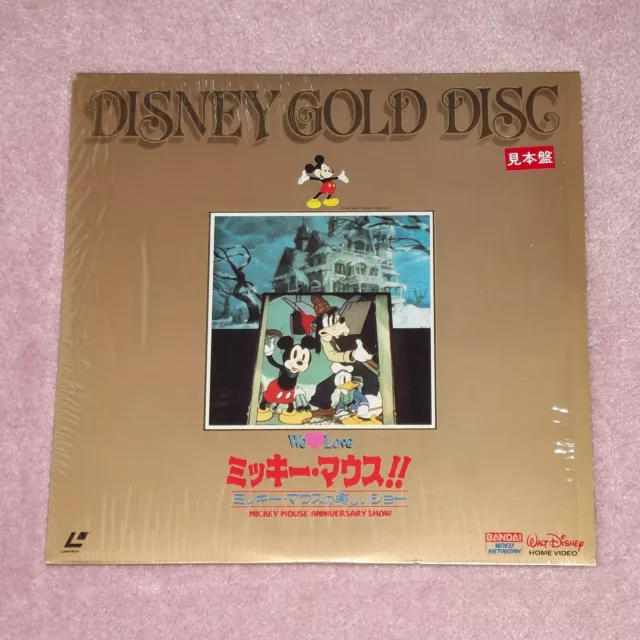 DISNEY GOLD DISC
見本盤
We Love
ミッキー・マウス!!
ミッキー・マウスの楽しいショー
MICKEY MOUSE ANNIVERSARY SHOW
BANDAI
VIDEO
NETWORK
WALT DISNEY
HOME VIDEO